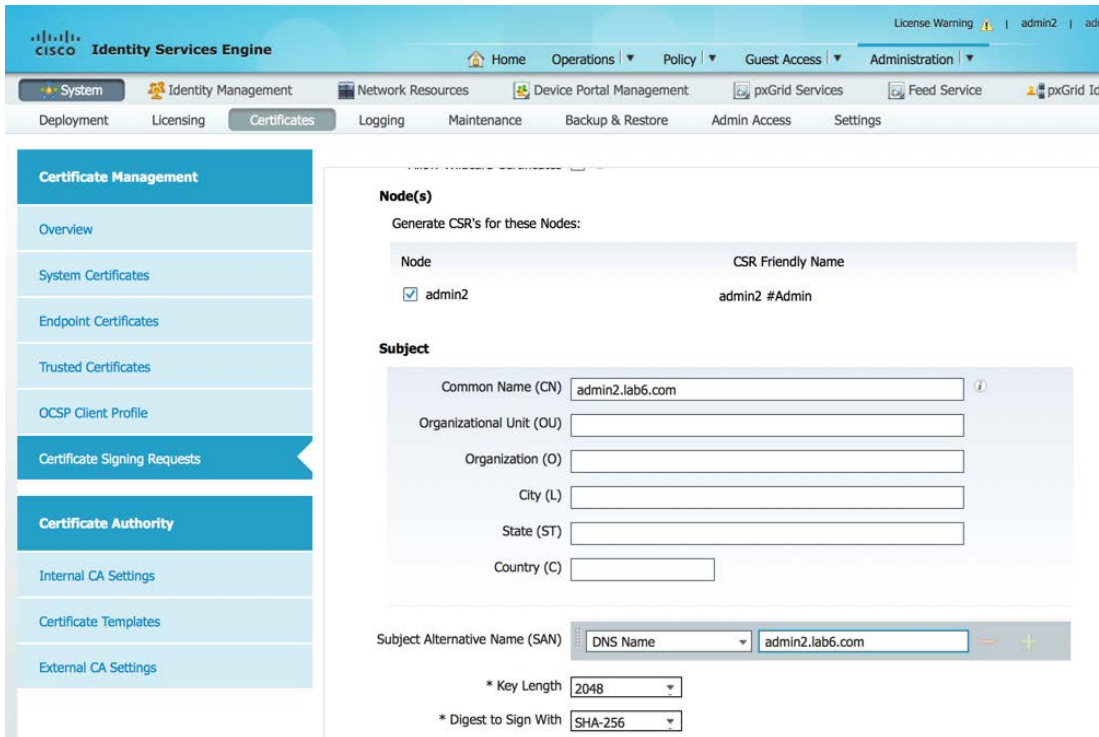 License Warning | admin2 | ad
CISCO Identity Services Engine
Home Operations | Policy | Guest Access | Administration |
System Identity Management Network Resources Device Portal Management pxGrid Services Feed Service pxGrid Id
Deployment Licensing Certificates Logging Maintenance Backup & Restore Admin Access Settings
Certificate Management
Overview
System Certificates
Endpoint Certificates
Trusted Certificates
OCSP Client Profile
Certificate Signing Requests
Certificate Authority
Internal CA Settings
Certificate Templates
External CA Settings
Node(s)
Generate CSR's for these Nodes:
Node CSR Friendly Name
admin2 admin2 #Admin
Subject
Common Name (CN) admin2.lab6.com
Organizational Unit (OU)
Organization (O)
City (L)
State (ST)
Country (C)
Subject Alternative Name (SAN) DNS Name admin2.lab6.com
* Key Length 2048
* Digest to Sign With SHA-256